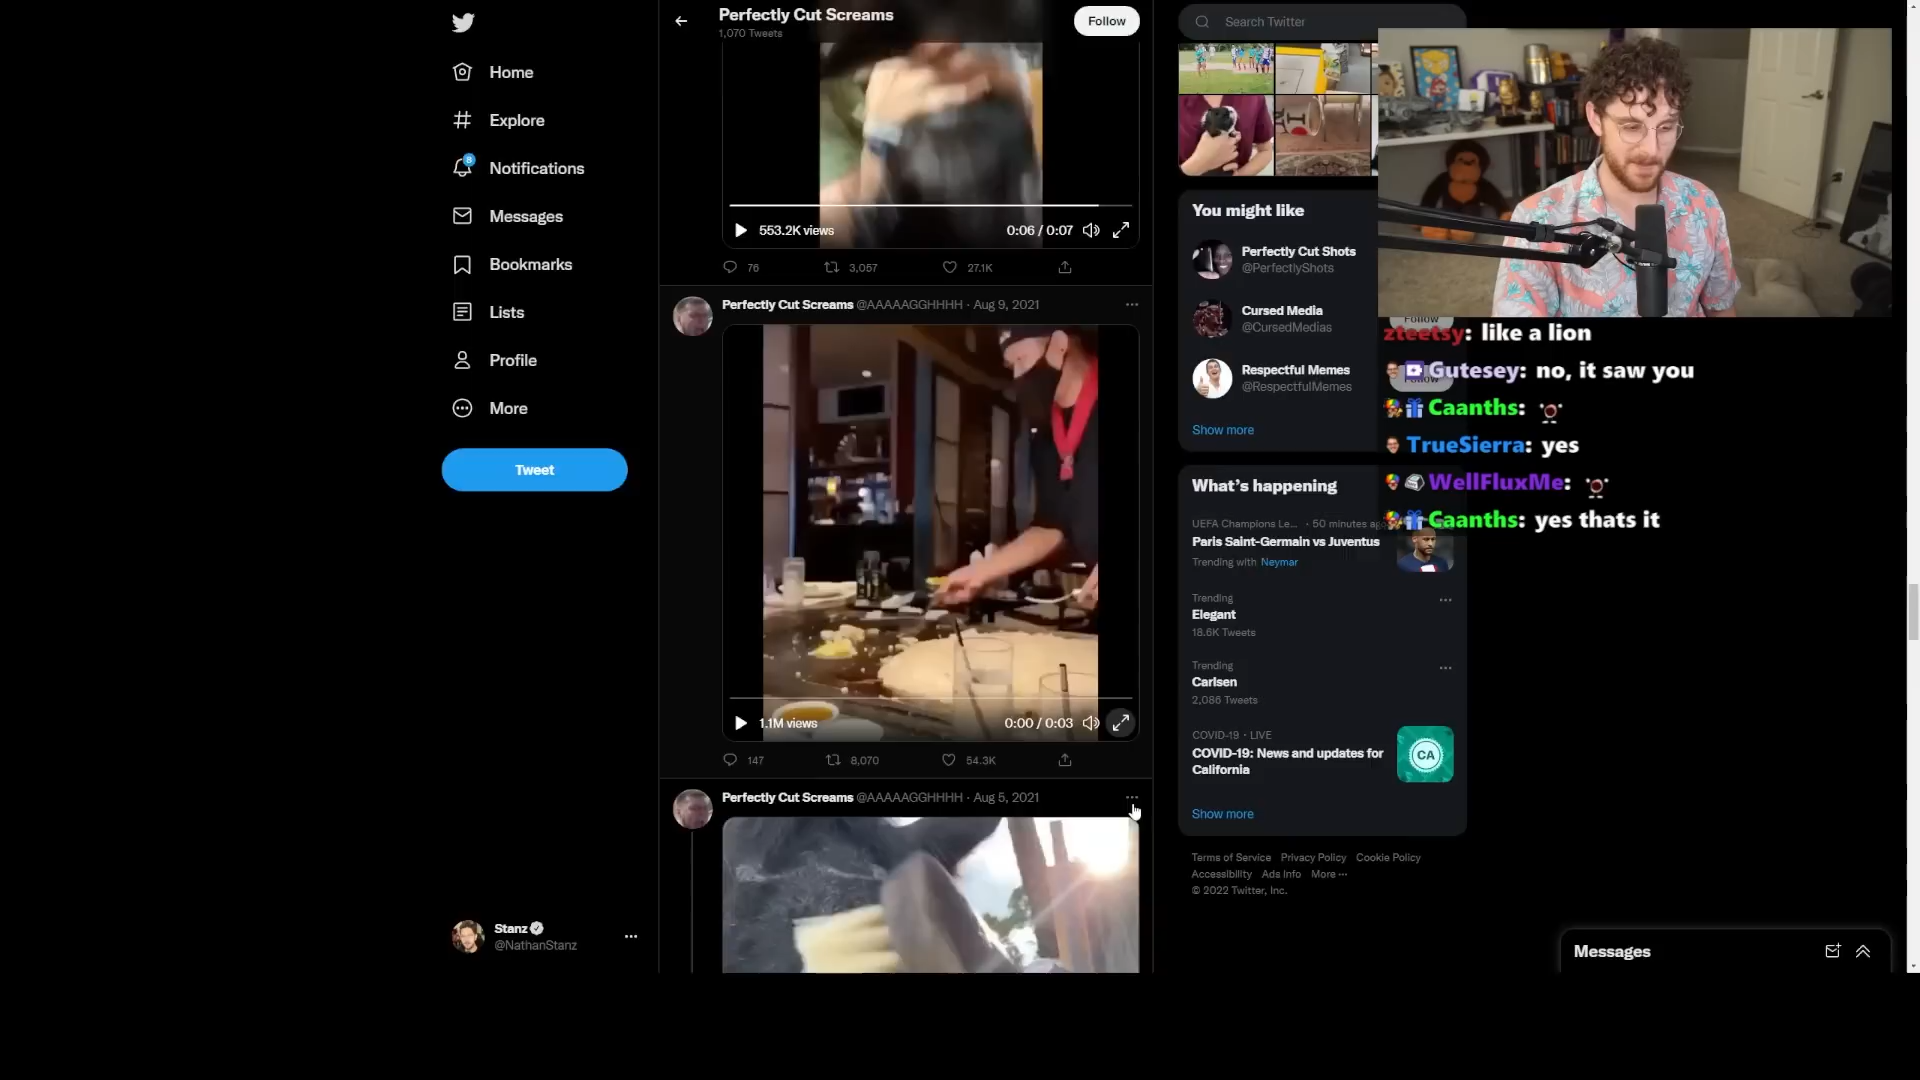 Home
Explore
8
Notifications
Messages
Bookmarks
Lists
Profile
More
Tweet
Stanz
@NathanStanz
Perfectly Cut Screams
1,070 Tweets
Follow
553.2K views
0:06 / 0:07
76
3,057
27.1K
Perfectly Cut Screams @AAAAAGGHHHH · Aug 9, 2021
1.1M views
0:00 / 0:03
147
8,070
54.3K
Perfectly Cut Screams @AAAAAGGHHHH · Aug 5, 2021
Search Twitter
You might like
Perfectly Cut Shots
@PerfectlyShots
Follow
Cursed Media
@CursedMedias
Follow
Respectful Memes
@RespectfulMemes
Show more
What's happening
UEFA Champions Le... · 50 minutes ago
Paris Saint-Germain vs Juventus
Trending with Neymar
Trending
Elegant
18.6K Tweets
Trending
Carlsen
2,086 Tweets
COVID-19 · LIVE
COVID-19: News and updates for
California
CA
Show more
Terms of Service Privacy Policy Cookie Policy
Accessibility Ads info More ···
© 2022 Twitter, Inc.
zteetsy: like a lion
Gutesey: no, it saw you
Caanths:
TrueSierra: yes
WellFluxMe:
Caanths: yes thats it
Messages